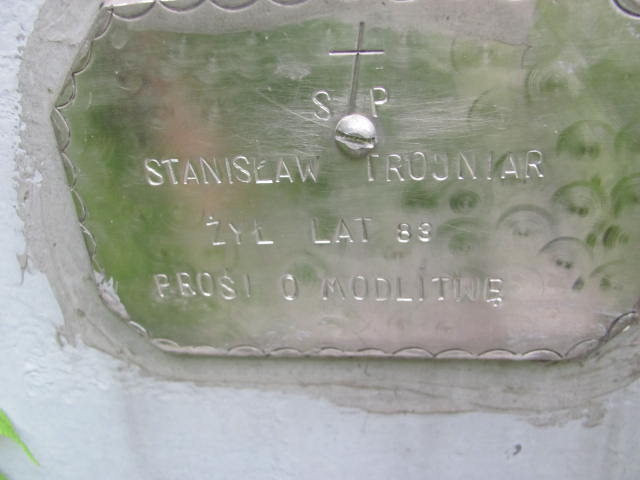 S P
STANISŁAW TROJNIAR
ŻYŁ LAT 83
PROSI O MODLITWĘ